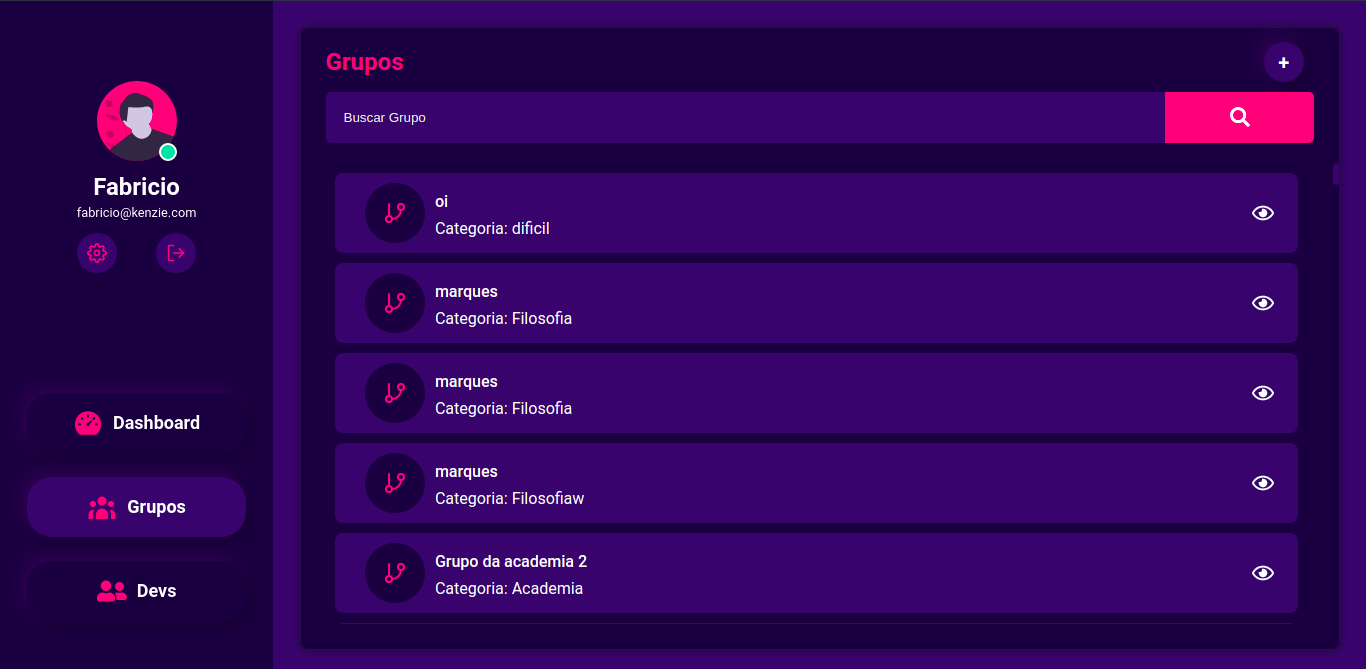 Fabricio
fabricio@kenzie.com
Dashboard
Grupos
Devs
Grupos
+
Buscar Grupo
oi
Categoria: dificil
marques
Categoria: Filosofia
marques
Categoria: Filosofia
marques
Categoria: Filosofiaw
Grupo da academia 2
Categoria: Academia